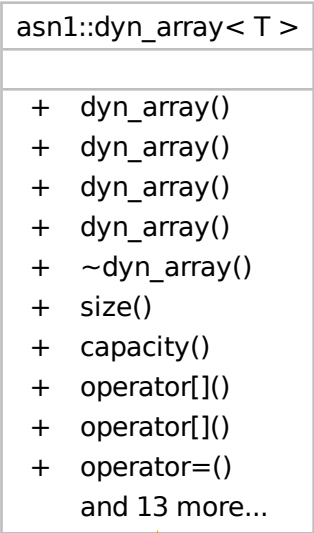 asn1::dyn_array< T >
+ dyn_array()
+ dyn_array()
+ dyn_array()
+ dyn_array()
+ ~dyn_array()
+ size()
+ capacity()
+ operator[]()
+ operator[]()
+ operator=()
and 13 more...